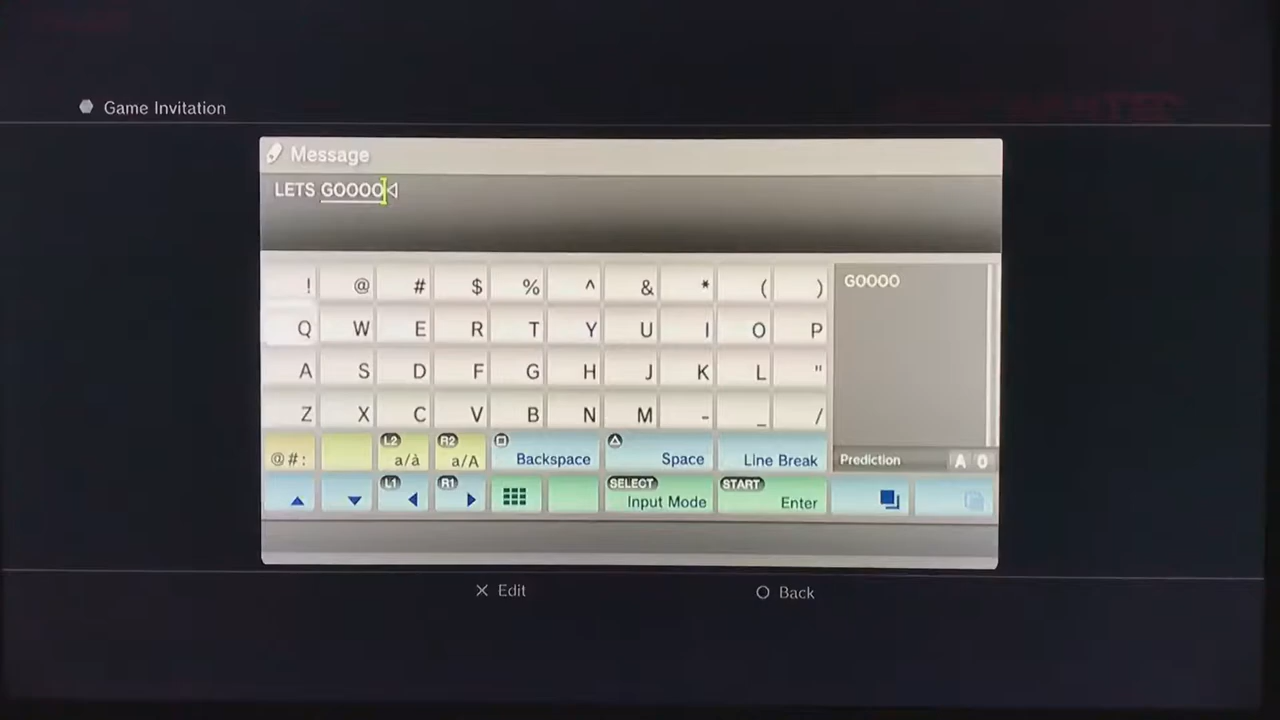 Game Invitation
Message
LETS GOOOO
! @ # $ % ^ & * ( )
GOOOO
Q W E R T Y U I O P
A S D F G H J K L "
Z X C V B N M - _ /
@#: L2 a/à R2 a/A Backspace Space Line Break
Prediction A 0
L1 R1 SELECT Input Mode START Enter
X Edit O Back